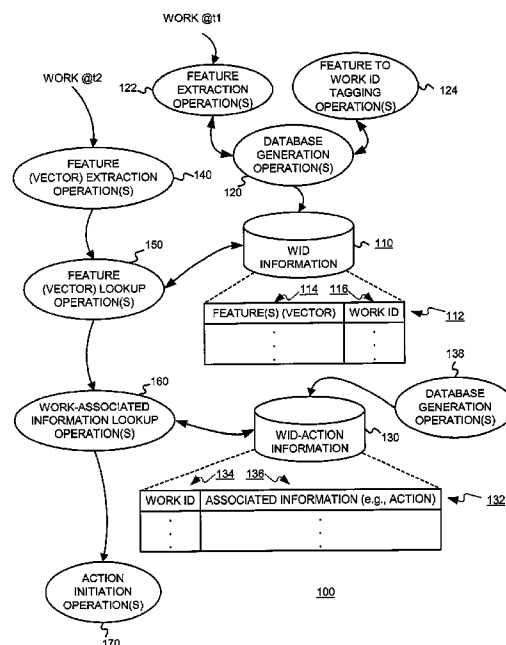 WORK @t1
WORK @t2
122
FEATURE
EXTRACTION
OPERATION(S)
FEATURE TO
WORK ID
TAGGING
OPERATION(S)
124
FEATURE
(VECTOR) EXTRACTION
OPERATION(S)
140
DATABASE
GENERATION
OPERATION(S)
120
150
FEATURE
(VECTOR) LOOKUP
OPERATION(S)
WID
INFORMATION
110
114
116
FEATURE(S) (VECTOR)
WORK ID
112
138
DATABASE
GENERATION
OPERATION(S)
160
WORK-ASSOCIATED
INFORMATION LOOKUP
OPERATION(S)
WID-ACTION
INFORMATION
130
134
136
WORK ID
ASSOCIATED INFORMATION (e.g., ACTION)
132
ACTION
INITIATION
OPERATION(S)
170
100